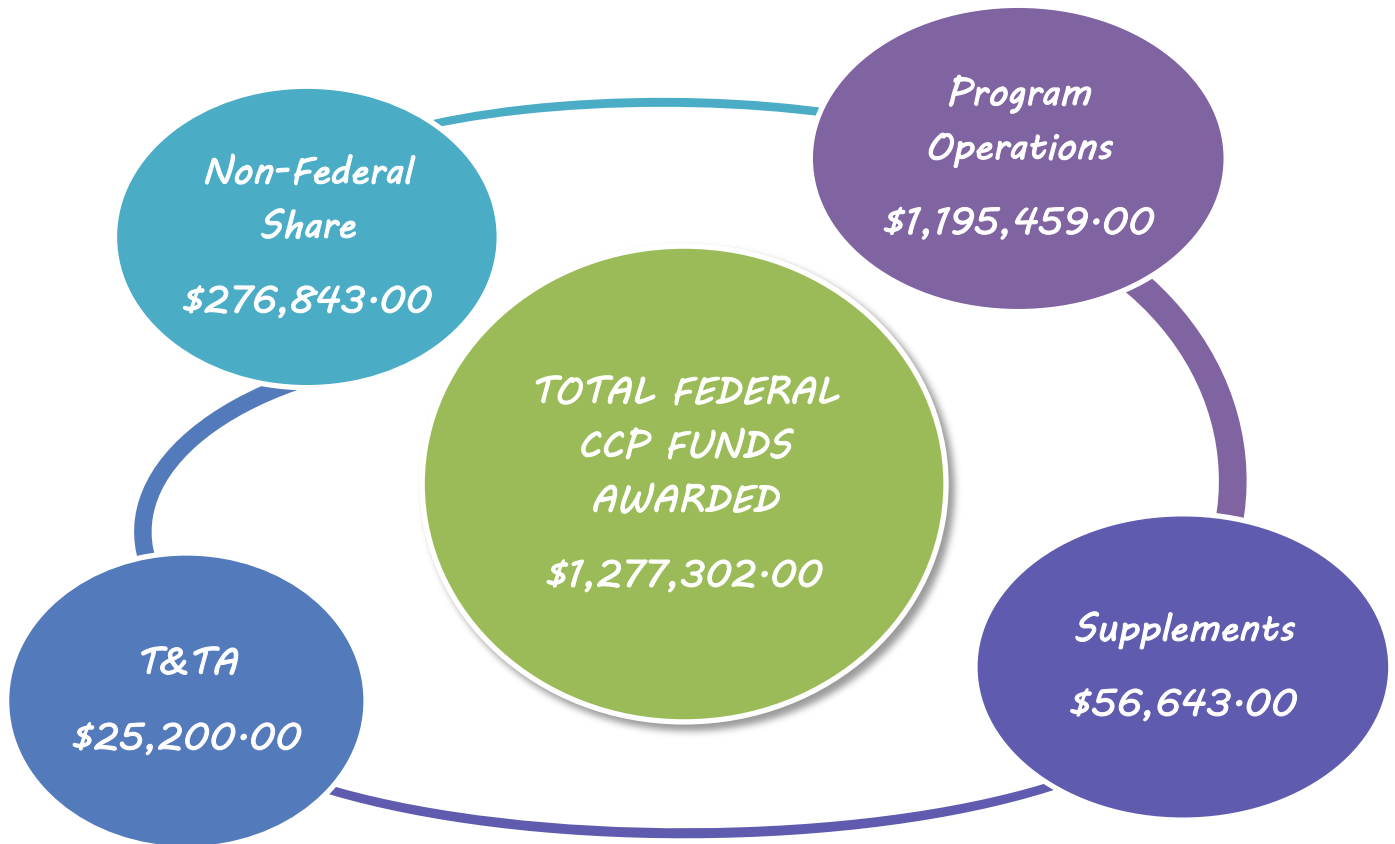 Program
Operations
$1,195,459.00
Non-Federal
Share
$276,843.00
TOTAL FEDERAL
CCP FUNDS
AWARDED
$1,277,302.00
Supplements
$56,643.00
T&TA
$25,200.00